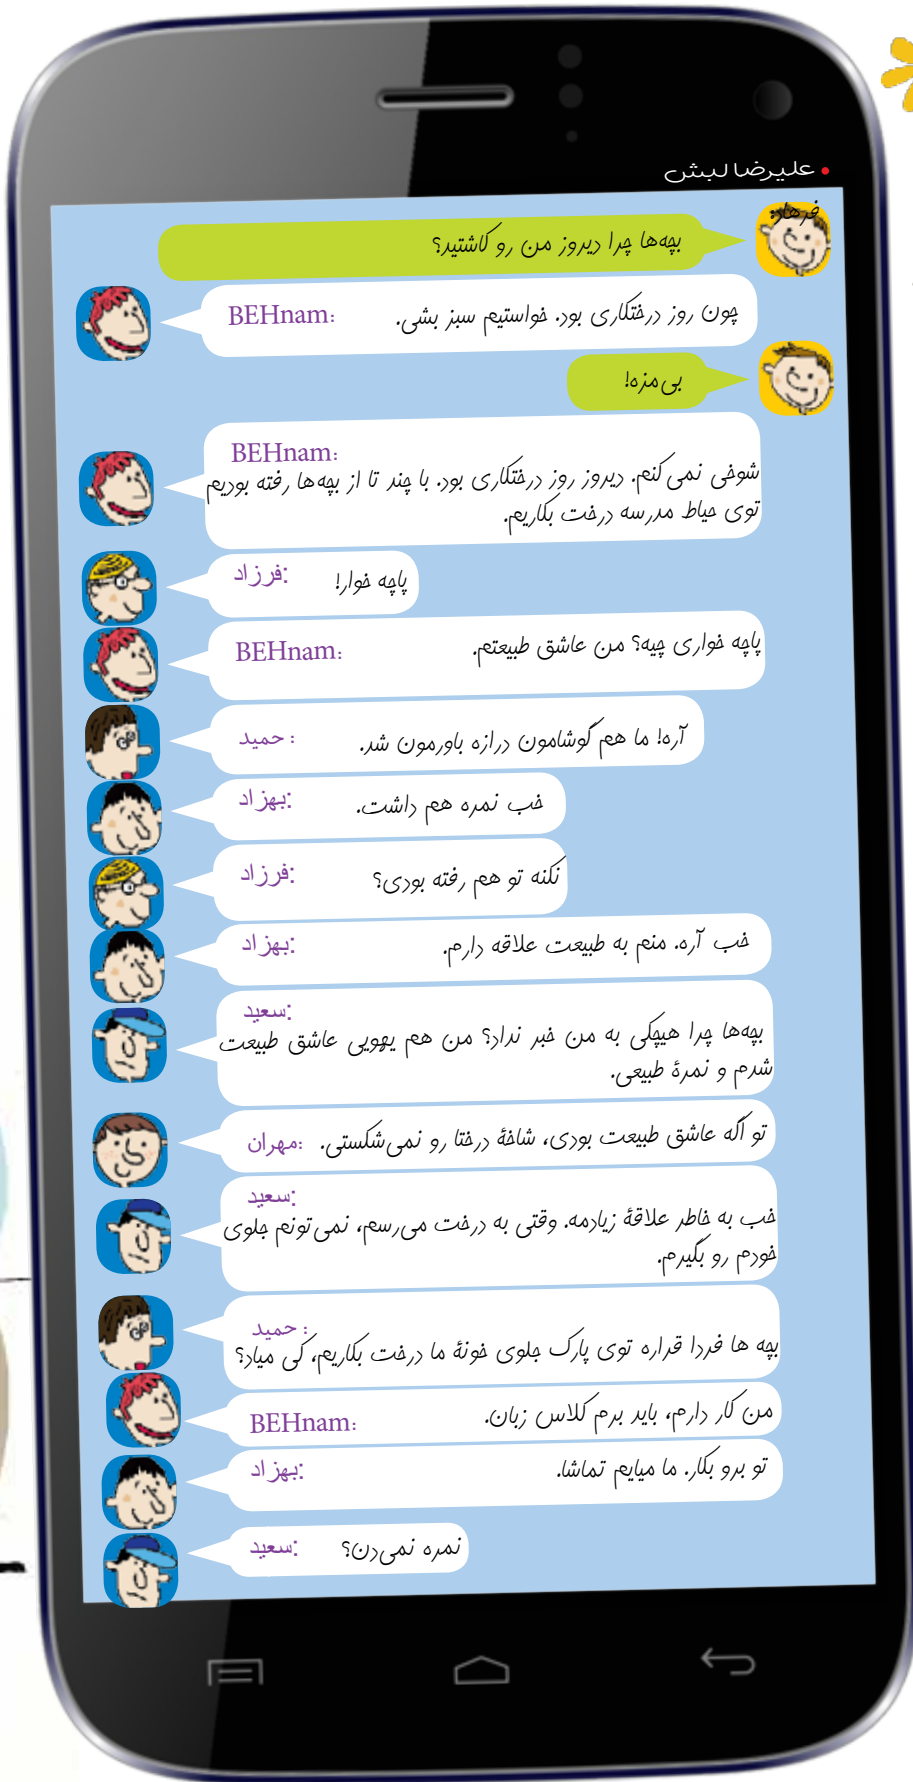 • علیرضا لبش
فرهاد:
بچه‌ها چرا دیروز من رو کاشتید؟
BEHnam:
چون روز درختکاری بود. خواستیم سبز بشی.
بی‌مزه!
BEHnam:
شوخی نمی‌کنم. دیروز روز درختکاری بود. با چند تا از بچه‌ها رفته بودیم
توی حیاط مدرسه درخت بکاریم.
فرزاد:
پاچه خوار!
BEHnam:
پاچه خواری چیه؟ من عاشق طبیعتم.
حمید :
آره! ما هم گوشامون درازه باورمون شد.
بهزاد:
خب نمره هم داشت.
فرزاد:
نکنه تو هم رفته بودی؟
بهزاد:
خب آره. منم به طبیعت علاقه دارم.
سعید:
بچه‌ها چرا هیچکی به من خبر نداد؟ من هم یهویی عاشق طبیعت
شدم و نمرهٔ طبیعی.
مهران:
تو اگه عاشق طبیعت بودی، شاخهٔ درختا رو نمی‌شکستی.
سعید:
خب به خاطر علاقهٔ زیادمه. وقتی به درخت می‌رسم، نمی‌تونم جلوی
خودم رو بگیرم.
حمید :
بچه ها فردا قراره توی پارک جلوی خونهٔ ما درخت بکاریم، کی میاد؟
BEHnam:
من کار دارم، باید برم کلاس زبان.
بهزاد:
تو برو بکار. ما میایم تماشا.
سعید:
نمره نمی‌دن؟